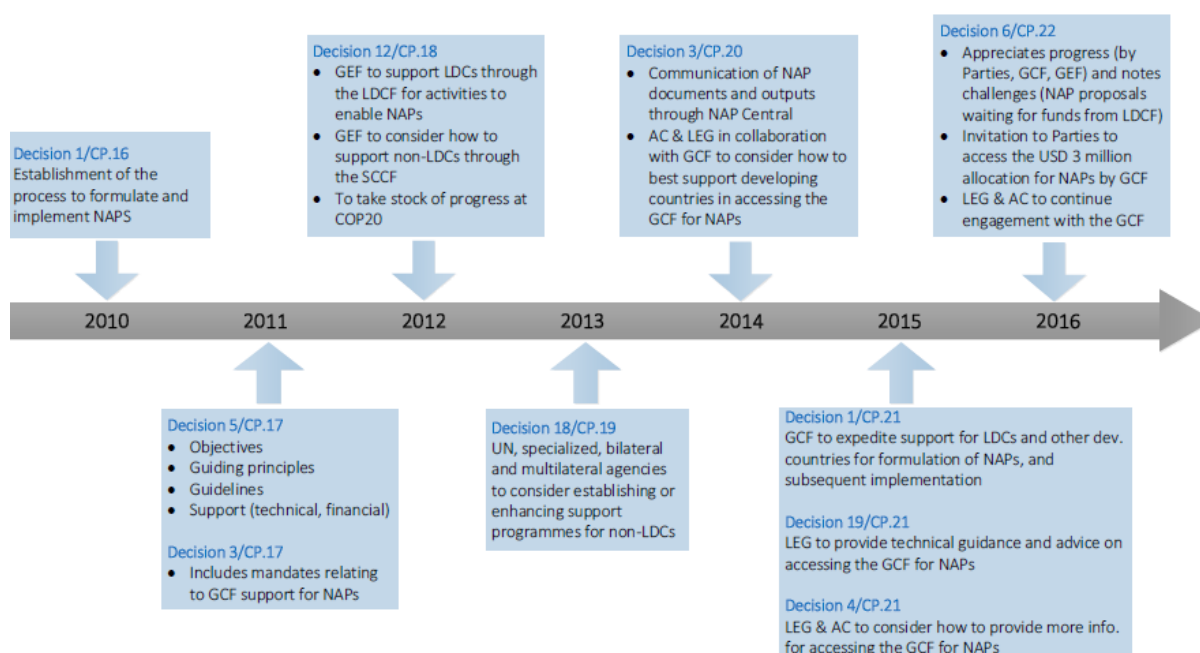 Decision 1/CP.16
Establishment of the
process to formulate and
implement NAPS
Decision 12/CP.18
• GEF to support LDCs through
the LDCF for activities to
enable NAPs
• GEF to consider how to
support non-LDCs through
the SCCF
• To take stock of progress at
COP20
Decision 3/CP.20
• Communication of NAP
documents and outputs
through NAP Central
• AC & LEG in collaboration
with GCF to consider how to
best support developing
countries in accessing the
GCF for NAPs
Decision 6/CP.22
• Appreciates progress (by
Parties, GCF, GEF) and notes
challenges (NAP proposals
waiting for funds from LDCF)
• Invitation to Parties to
access the USD 3 million
allocation for NAPs by GCF
• LEG & AC to continue
engagement with the GCF
2010 2011 2012 2013 2014 2015 2016
Decision 5/CP.17
• Objectives
• Guiding principles
• Guidelines
• Support (technical, financial)
Decision 3/CP.17
• Includes mandates relating
to GCF support for NAPs
Decision 18/CP.19
UN, specialized, bilateral
and multilateral agencies
to consider establishing or
enhancing support
programmes for non-LDCs
Decision 1/CP.21
GCF to expedite support for LDCs and other dev.
countries for formulation of NAPs, and
subsequent implementation
Decision 19/CP.21
LEG to provide technical guidance and advice on
accessing the GCF for NAPs
Decision 4/CP.21
LEG & AC to consider how to provide more info.
for accessing the GCF for NAPs